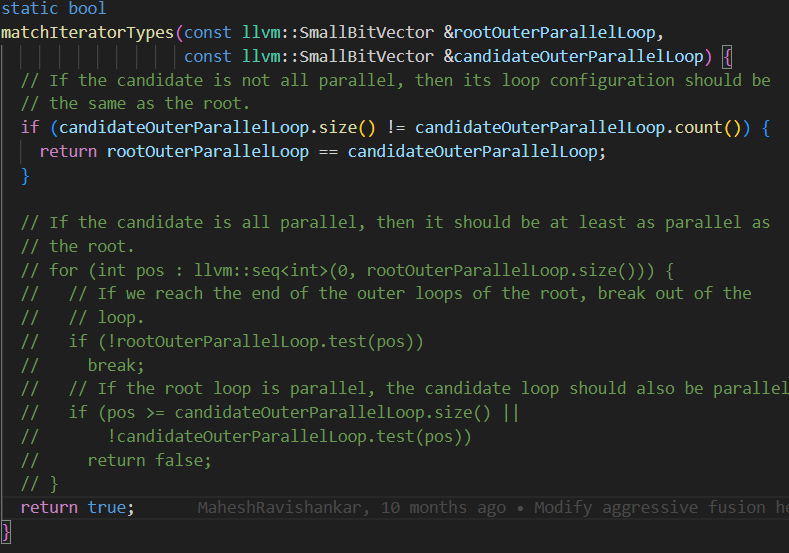 static bool
matchIteratorTypes(const llvm::SmallBitVector &rootOuterParallelLoop,
                   const llvm::SmallBitVector &candidateOuterParallelLoop) {
  // If the candidate is not all parallel, then its loop configuration should be
  // the same as the root.
  if (candidateOuterParallelLoop.size() != candidateOuterParallelLoop.count()) {
    return rootOuterParallelLoop == candidateOuterParallelLoop;
  }

  // If the candidate is all parallel, then it should be at least as parallel as
  // the root.
  // for (int pos : llvm::seq<int>(0, rootOuterParallelLoop.size())) {
  //   // If we reach the end of the outer loops of the root, break out of the
  //   // loop.
  //   if (!rootOuterParallelLoop.test(pos))
  //     break;
  //   // If the root loop is parallel, the candidate loop should also be parallel
  //   if (pos >= candidateOuterParallelLoop.size() ||
  //       !candidateOuterParallelLoop.test(pos))
  //     return false;
  // }
  return true;      MaheshRavishankar, 10 months ago • Modify aggressive fusion
}